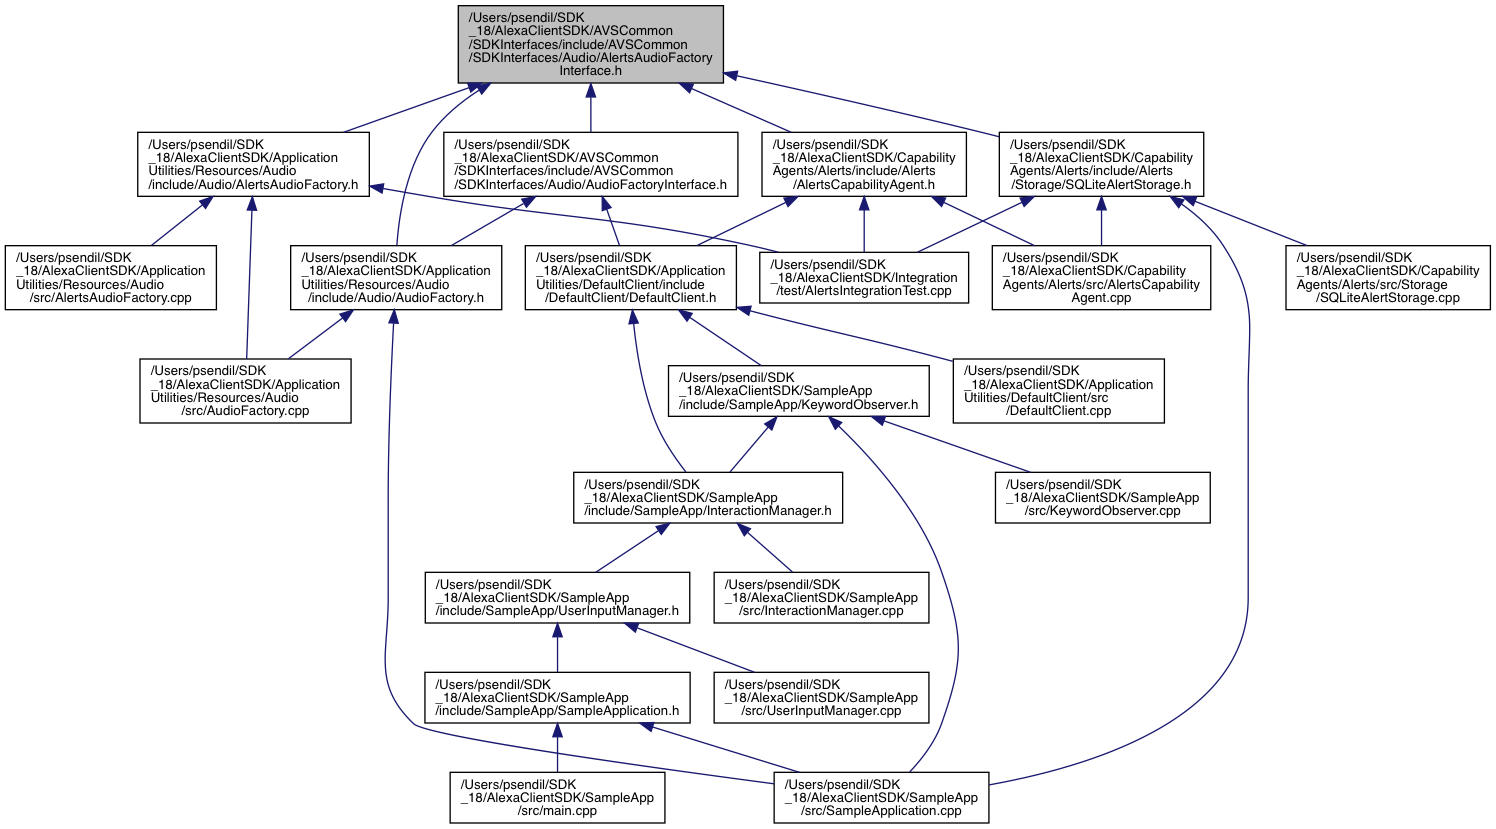 /Users/psendil/SDK
_18/AlexaClientSDK/AVSCommon
/SDKInterfaces/include/AVSCommon
/SDKInterfaces/Audio/AlertsAudioFactory
Interface.h
/Users/psendil/SDK
_18/AlexaClientSDK/Application
Utilities/Resources/Audio
/include/Audio/AlertsAudioFactory.h
/Users/psendil/SDK
_18/AlexaClientSDK/AVSCommon
/SDKInterfaces/include/AVSCommon
/SDKInterfaces/Audio/AudioFactoryInterface.h
/Users/psendil/SDK
_18/AlexaClientSDK/Capability
Agents/Alerts/include/Alerts
/AlertsCapabilityAgent.h
/Users/psendil/SDK
_18/AlexaClientSDK/Capability
Agents/Alerts/include/Alerts
/Storage/SQLiteAlertStorage.h
/Users/psendil/SDK
_18/AlexaClientSDK/Application
Utilities/Resources/Audio
/src/AlertsAudioFactory.cpp
/Users/psendil/SDK
_18/AlexaClientSDK/Application
Utilities/Resources/Audio
/include/Audio/AudioFactory.h
/Users/psendil/SDK
_18/AlexaClientSDK/Application
Utilities/DefaultClient/include
/DefaultClient/DefaultClient.h
/Users/psendil/SDK
_18/AlexaClientSDK/Integration
/test/AlertsIntegrationTest.cpp
/Users/psendil/SDK
_18/AlexaClientSDK/Capability
Agents/Alerts/src/AlertsCapability
Agent.cpp
/Users/psendil/SDK
_18/AlexaClientSDK/Capability
Agents/Alerts/src/Storage
/SQLiteAlertStorage.cpp
/Users/psendil/SDK
_18/AlexaClientSDK/Application
Utilities/Resources/Audio
/src/AudioFactory.cpp
/Users/psendil/SDK
_18/AlexaClientSDK/SampleApp
/include/SampleApp/KeywordObserver.h
/Users/psendil/SDK
_18/AlexaClientSDK/Application
Utilities/DefaultClient/src
/DefaultClient.cpp
/Users/psendil/SDK
_18/AlexaClientSDK/SampleApp
/include/SampleApp/InteractionManager.h
/Users/psendil/SDK
_18/AlexaClientSDK/SampleApp
/src/KeywordObserver.cpp
/Users/psendil/SDK
_18/AlexaClientSDK/SampleApp
/include/SampleApp/UserInputManager.h
/Users/psendil/SDK
_18/AlexaClientSDK/SampleApp
/src/InteractionManager.cpp
/Users/psendil/SDK
_18/AlexaClientSDK/SampleApp
/include/SampleApp/SampleApplication.h
/Users/psendil/SDK
_18/AlexaClientSDK/SampleApp
/src/UserInputManager.cpp
/Users/psendil/SDK
_18/AlexaClientSDK/SampleApp
/src/main.cpp
/Users/psendil/SDK
_18/AlexaClientSDK/SampleApp
/src/SampleApplication.cpp